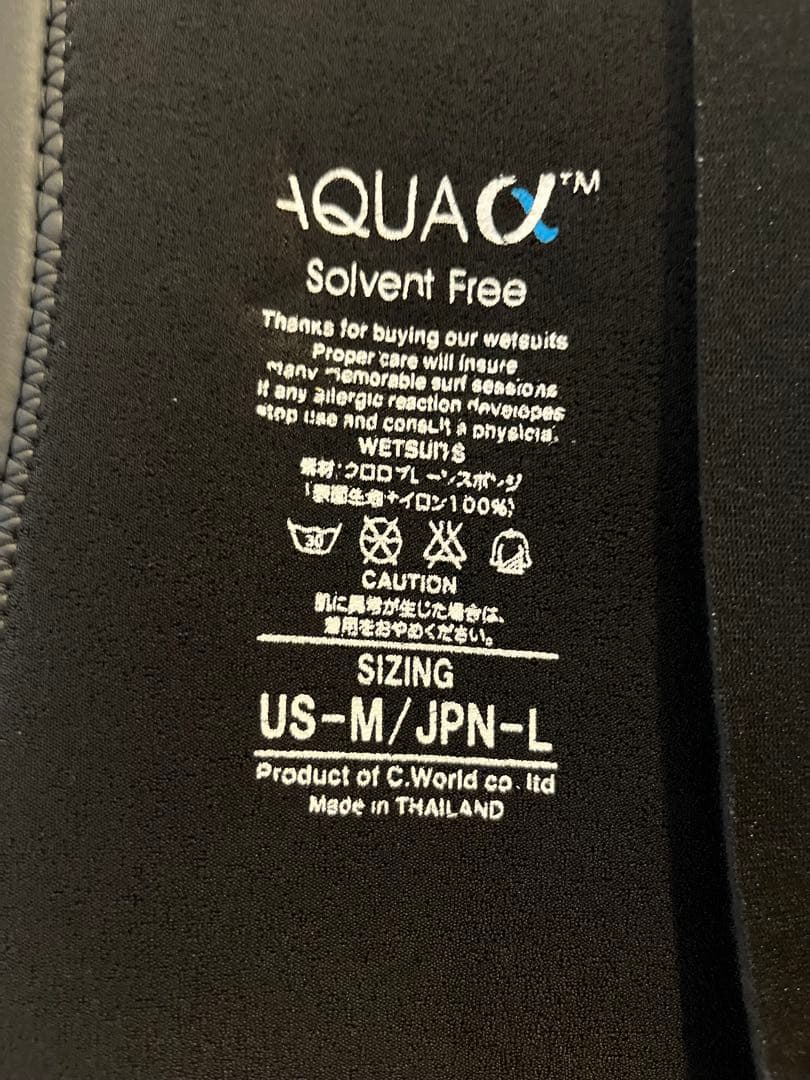 AQUAα™
Solvent Free
Thanks for buying our wetsuits
Proper care will insure
many memorable surf sessions
If any allergic reaction developes
stop use and consult a physician.
WETSUITS
素材:クロロプレーンスポンジ
(表面生地ナイロン100%)
30
CAUTION
肌に異常が生じた場合は、
着用をおやめください。
SIZING
US-M/JPN-L
Product of C.World co.ltd
Made in THAILAND